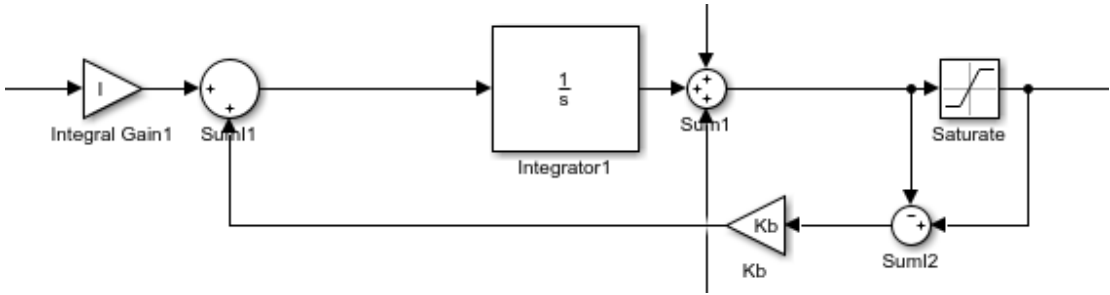 I
Integral Gain1
+
+
SumI1
1
s
Integrator1
+
+
+
Sum1
Saturate
Kb
Kb
−
+
SumI2